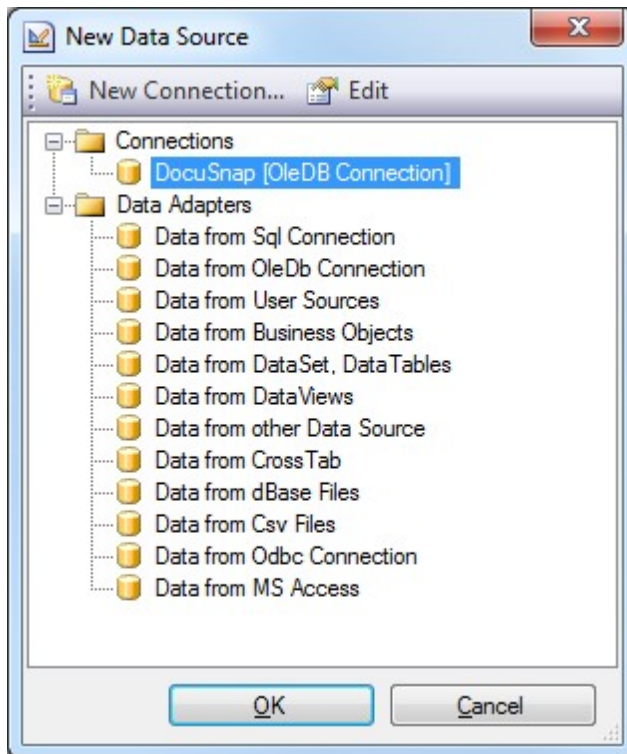 New Data Source
New Connection... Edit
Connections
DocuSnap [OleDB Connection]
Data Adapters
Data from Sql Connection
Data from OleDb Connection
Data from User Sources
Data from Business Objects
Data from DataSet, DataTables
Data from DataViews
Data from other Data Source
Data from CrossTab
Data from dBase Files
Data from Csv Files
Data from Odbc Connection
Data from MS Access
OK Cancel